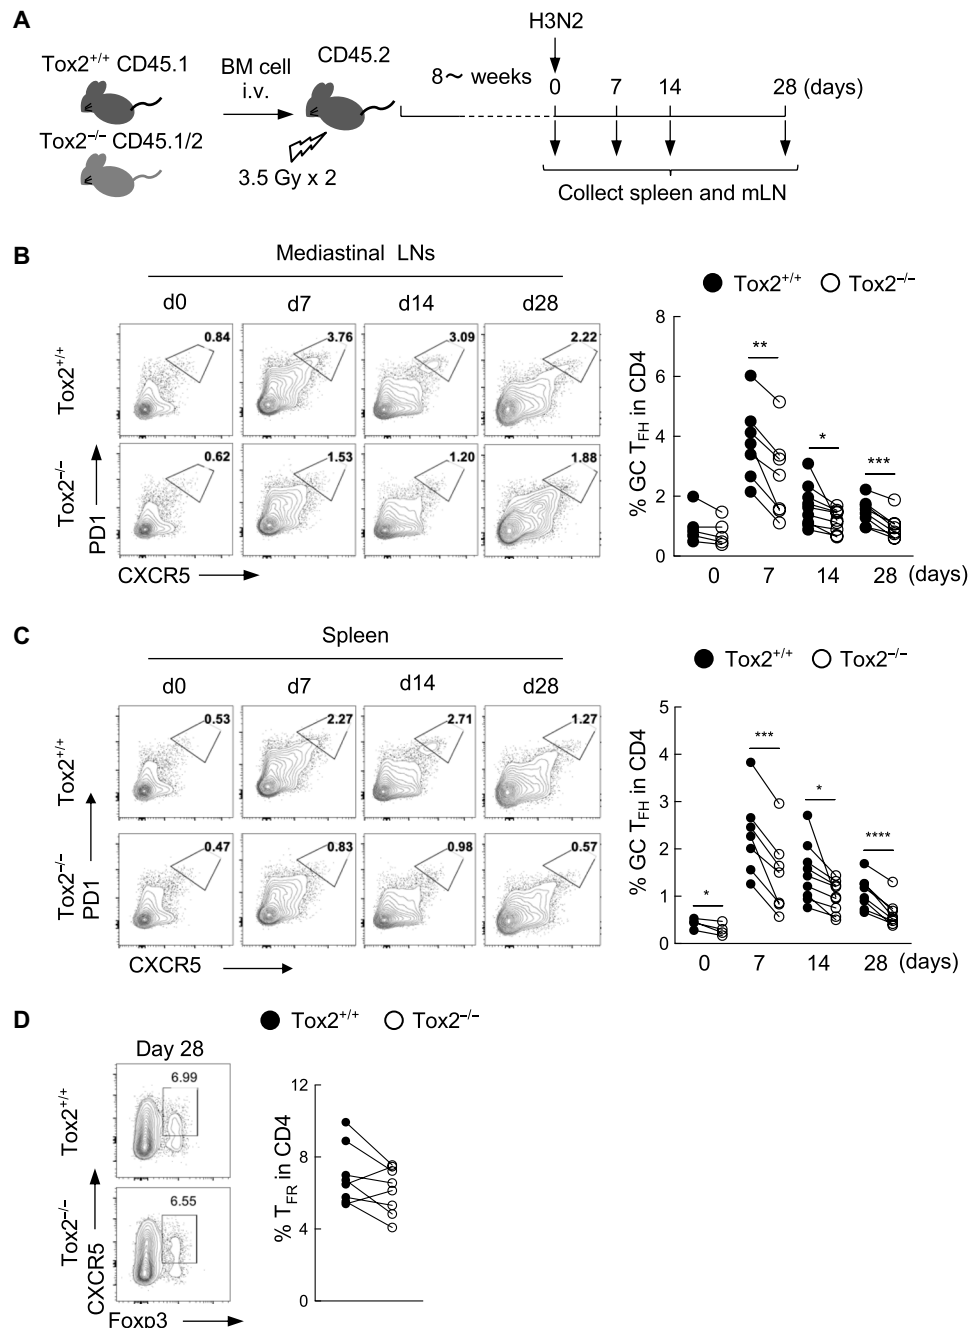 A
H3N2
Tox2+/+ CD45.1
BM cell
i.v.
CD45.2
8～ weeks
0 7 14 28 (days)
Tox2–/– CD45.1/2
3.5 Gy x 2
Collect spleen and mLN
B
Mediastinal LNs
d0 d7 d14 d28
Tox2+/+
0.84 3.76 3.09 2.22
Tox2–/–
0.62 1.53 1.20 1.88
PD1
CXCR5
Tox2+/+ Tox2–/–
% GC TFH in CD4
8
6
4
2
0
** * ***
0 7 14 28 (days)
C
Spleen
d0 d7 d14 d28
Tox2+/+
0.53 2.27 2.71 1.27
Tox2–/–
0.47 0.83 0.98 0.57
PD1
CXCR5
Tox2+/+ Tox2–/–
% GC TFH in CD4
5
4
3
2
1
0
* *** * ****
0 7 14 28 (days)
D
Tox2+/+ Tox2–/–
Day 28
Tox2+/+
6.99
Tox2–/–
6.55
CXCR5
Foxp3
% TFR in CD4
12
8
4
0